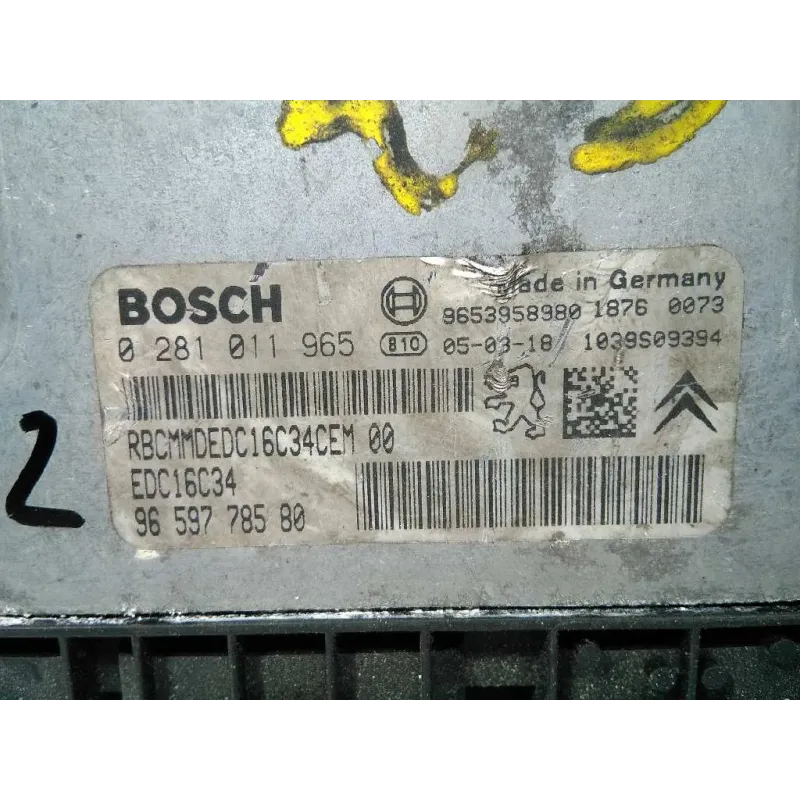 BOSCH
Made in Germany
9653958980 1876 0073
0 281 011 965
810 05-03-18 1039S09394
RBCMMDEDC16C34CEM 00
EDC16C34
96 597 785 80
2